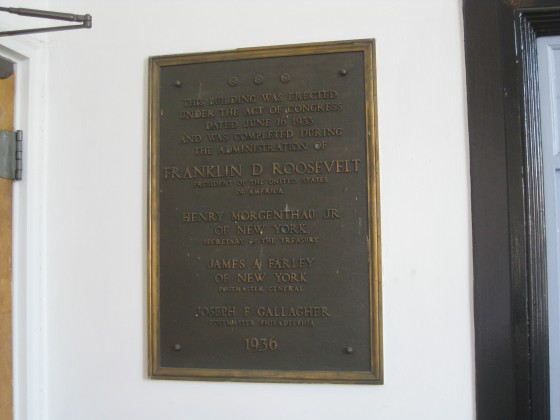 THIS BUILDING WAS ERECTED
UNDER THE ACT OF CONGRESS
DATED JUNE 16 1933
AND WAS COMPLETED DURING
THE ADMINISTRATION OF
FRANKLIN D ROOSEVELT
PRESIDENT OF THE UNITED STATES
OF AMERICA
HENRY MORGENTHAU JR
OF NEW YORK
SECRETARY OF THE TREASURY
JAMES A FARLEY
OF NEW YORK
POSTMASTER GENERAL
JOSEPH F GALLAGHER
POSTMASTER PHILADELPHIA
1936